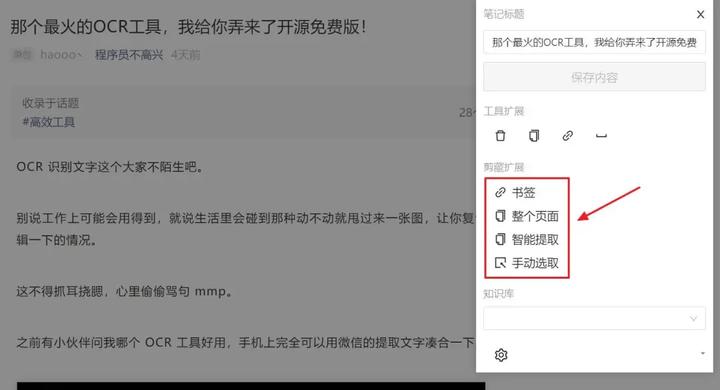 那个最火的OCR工具，我给你弄来了开源免费版！
原创 haooo丶 程序员不高兴 4天前
收录于话题
#高效工具
28个
OCR 识别文字这个大家不陌生吧。
别说工作上可能会用得到，就说生活里会碰到那种动不动就甩过来一张图，让你复
辑一下的情况。
这不得抓耳挠腮，心里偷偷骂句 mmp。
之前有小伙伴问我哪个 OCR 工具好用，手机上完全可以用微信的提取文字凑合一下
笔记标题
X
那个最火的OCR工具，我给你弄来了开源免费
保存内容
工具扩展
剪藏扩展
书签
整个页面
智能提取
手动选取
知识库